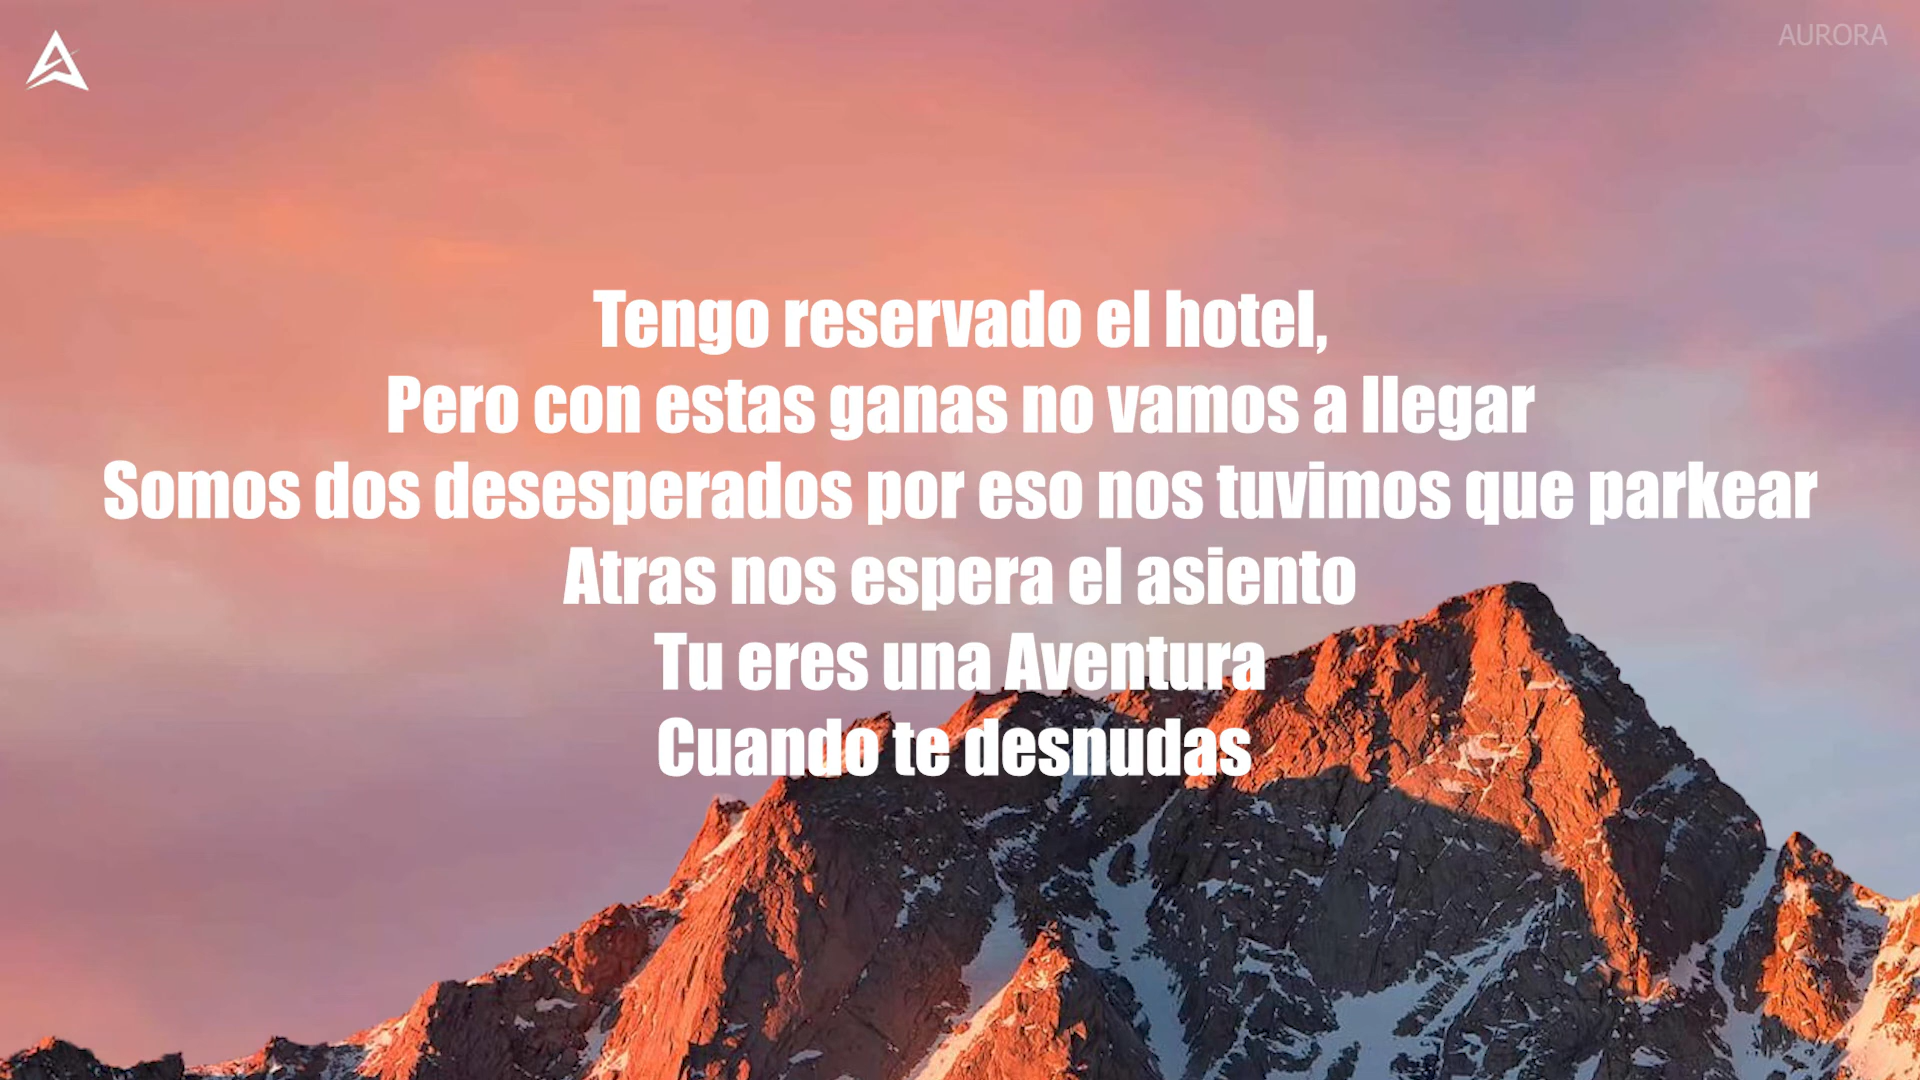 AURORA
Tengo reservado el hotel,
Pero con estas ganas no vamos a llegar
Somos dos desesperados por eso nos tuvimos que parkear
Atras nos espera el asiento
Tu eres una Aventura
Cuando te desnudas